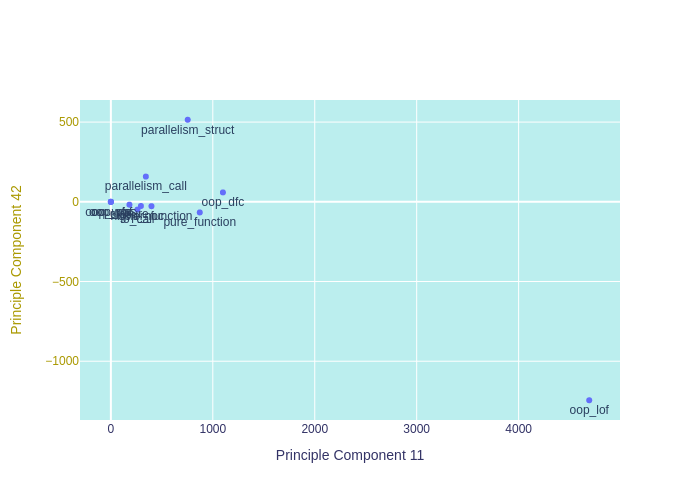 500
0
−500
−1000
0
1000
2000
3000
4000
Principle Component 11
Principle Component 42
parallelism_struct
parallelism_call
oop_dfc
pure_function
oop_lof